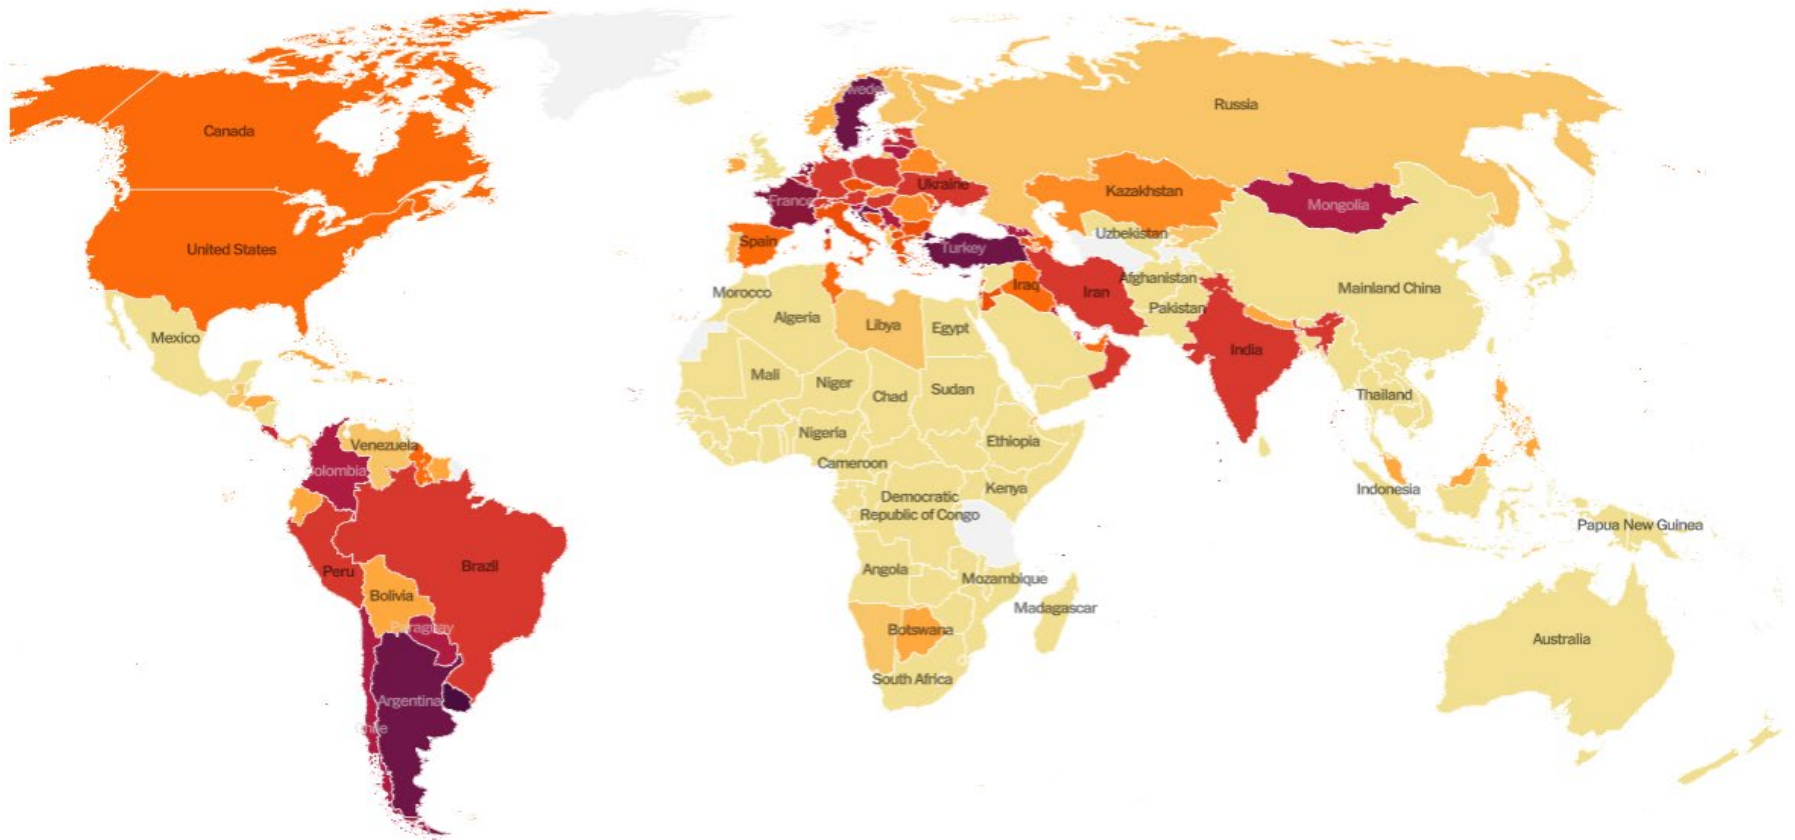 Russia
Canada
Ukraine
Kazakhstan
Mongolia
France
Spain
United States
Uzbekistan
Turkey
Afghanistan
Iraq
Iran
Mainland China
Morocco
Pakistan
Algeria
Libya
Egypt
Mexico
India
Mali
Niger
Sudan
Chad
Thailand
Nigeria
Ethiopia
Venezuela
Cameroon
olombia
Kenya
Indonesia
Democratic
Republic of Congo
Papua New Guinea
Brazil
Peru
Angola
Mozambique
Bolivia
Madagascar
Paraguay
Botswana
Australia
South Africa
Argentina